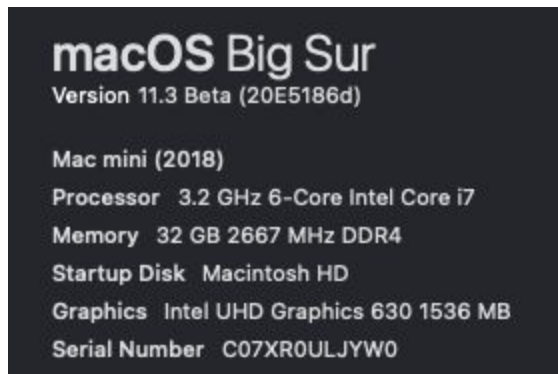 macOS Big Sur
Version 11.3 Beta (20E5186d)
Mac mini (2018)
Processor 3.2 GHz 6-Core Intel Core i7
Memory 32 GB 2667 MHz DDR4
Startup Disk Macintosh HD
Graphics Intel UHD Graphics 630 1536 MB
Serial Number C07XR0ULJYW0